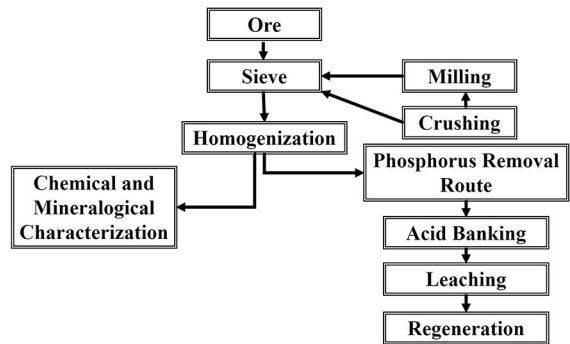 Ore
Sieve
Milling
Crushing
Homogenization
Phosphorus Removal
Route
Chemical and
Mineralogical
Characterization
Acid Banking
Leaching
Regeneration